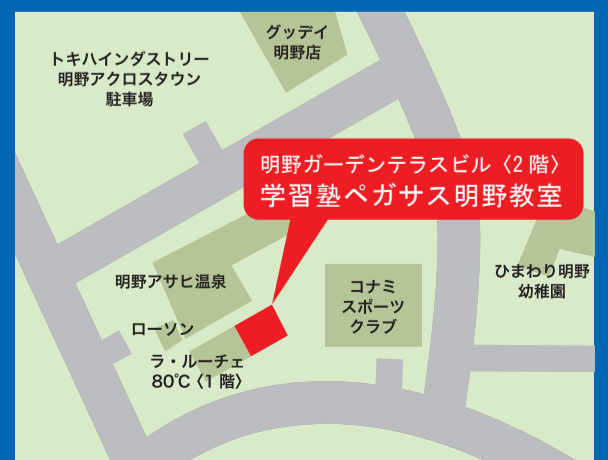 グッデイ
明野店
トキハインダストリー
明野アクロスタウン
駐車場
明野ガーデンテラスビル〈2階〉
学習塾ペガサス明野教室
ひまわり明野
幼稚園
明野アサヒ温泉
コナミ
スポーツ
クラブ
ローソン
ラ・ルーチェ
80℃〈1階〉